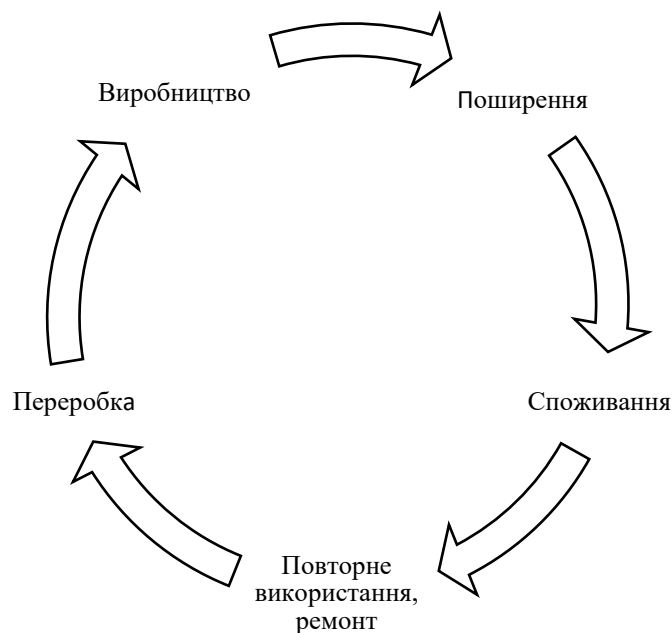 Виробництво
Поширення
Споживання
Повторне
використання,
ремонт
Переробка